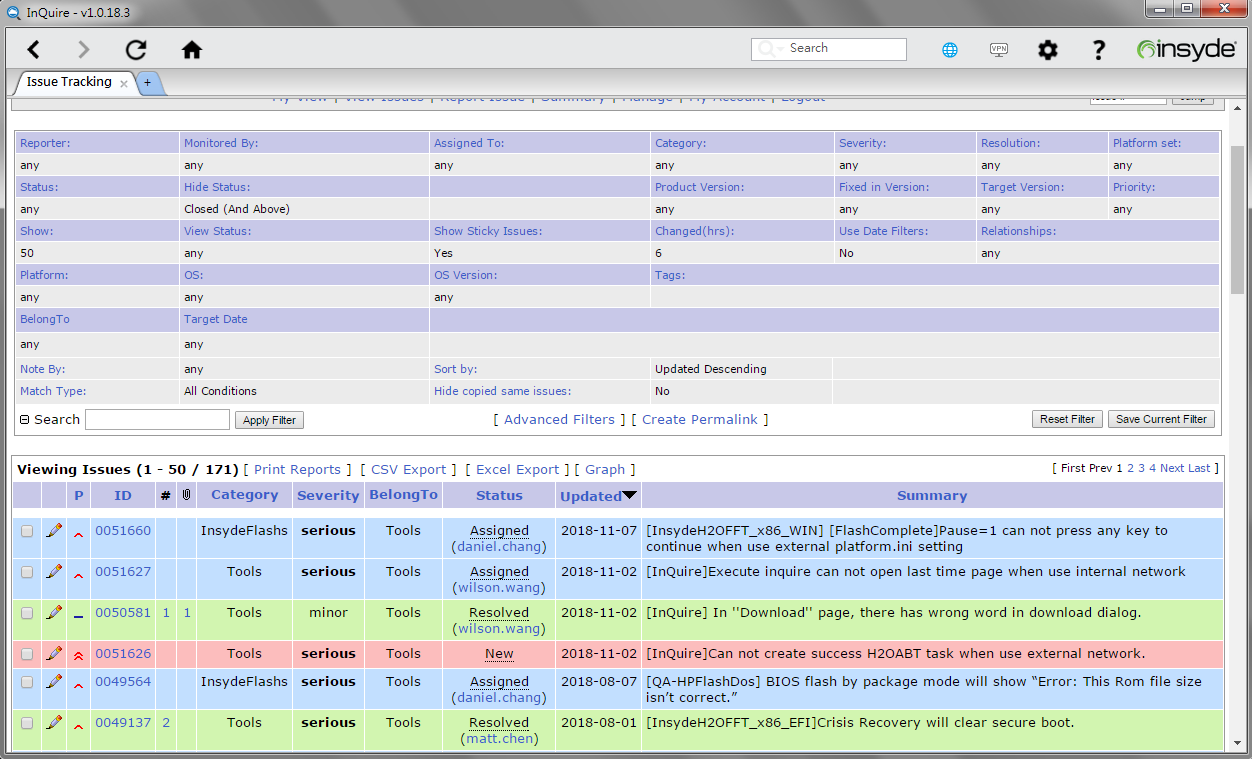 InQuire - v1.0.18.3
Search VPN ? insyde
Issue Tracking × +
My View | View Issues | Report Issue | Summary | Manage | My Account | Logout Issue # Jump
Reporter: Monitored By: Assigned To: Category: Severity: Resolution: Platform set:
any any any any any any any
Status: Hide Status: Product Version: Fixed in Version: Target Version: Priority:
any Closed (And Above) any any any any
Show: View Status: Show Sticky Issues: Changed(hrs): Use Date Filters: Relationships:
50 any Yes 6 No any
Platform: OS: OS Version: Tags:
any any any
BelongTo Target Date
any any
Note By: any Sort by: Updated Descending
Match Type: All Conditions Hide copied same issues: No
Search Apply Filter [ Advanced Filters ] [ Create Permalink ] Reset Filter Save Current Filter
Viewing Issues (1 - 50 / 171) [ Print Reports ] [ CSV Export ] [ Excel Export ] [ Graph ] [ First Prev 1 2 3 4 Next Last ]
P ID # Category Severity BelongTo Status Updated Summary
0051660 InsydeFlashs serious Tools Assigned (daniel.chang) 2018-11-07 [InsydeH2OFFT_x86_WIN] [FlashComplete]Pause=1 can not press any key to
continue when use external platform.ini setting
0051627 Tools serious Tools Assigned (wilson.wang) 2018-11-02 [InQuire]Execute inquire can not open last time page when use internal network
0050581 1 1 Tools minor Tools Resolved (wilson.wang) 2018-11-02 [InQuire] In ''Download'' page, there has wrong word in download dialog.
0051626 Tools serious Tools New 2018-11-02 [InQuire]Can not create success H2OABT task when use external network.
0049564 InsydeFlashs serious Tools Assigned (daniel.chang) 2018-08-07 [QA-HPFlashDos] BIOS flash by package mode will show “Error: This Rom file size
isn’t correct.”
0049137 2 Tools serious Tools Resolved (matt.chen) 2018-08-01 [InsydeH2OFFT_x86_EFI]Crisis Recovery will clear secure boot.